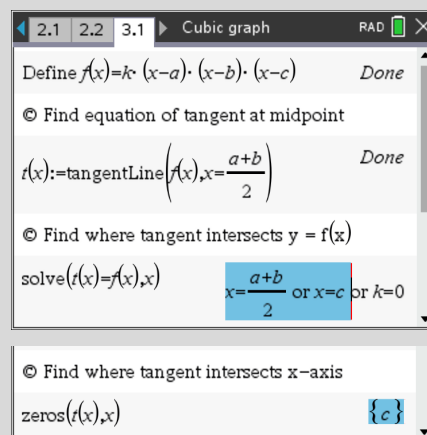 2.1 2.2 3.1 Cubic graph RAD
Define f(x)=k·(x−a)·(x−b)·(x−c) Done
© Find equation of tangent at midpoint
t(x):=tangentLine(f(x),x=(a+b)/2) Done
© Find where tangent intersects y = f(x)
solve(t(x)=f(x),x) x=(a+b)/2 or x=c or k=0
© Find where tangent intersects x−axis
zeros(t(x),x) {c}